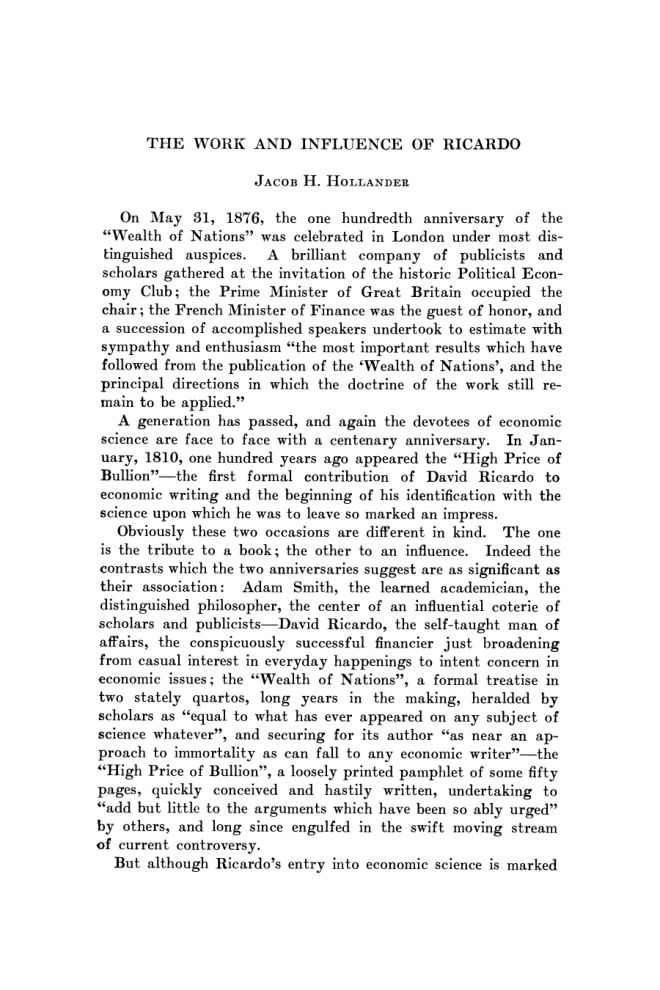 THE WORK AND INFLUENCE OF RICARDO
JACOB H. HOLLANDER
On May 31, 1876, the one hundredth anniversary of the
“Wealth of Nations” was celebrated in London under most dis-
tinguished auspices. A brilliant company of publicists and
scholars gathered at the invitation of the historic Political Econ-
omy Club; the Prime Minister of Great Britain occupied the
chair; the French Minister of Finance was the guest of honor, and
a succession of accomplished speakers undertook to estimate with
sympathy and enthusiasm “the most important results which have
followed from the publication of the ‘Wealth of Nations’, and the
principal directions in which the doctrine of the work still re-
main to be applied.”
A generation has passed, and again the devotees of economic
science are face to face with a centenary anniversary. In Jan-
uary, 1810, one hundred years ago appeared the “High Price of
Bullion”—the first formal contribution of David Ricardo to
economic writing and the beginning of his identification with the
science upon which he was to leave so marked an impress.
Obviously these two occasions are different in kind. The one
is the tribute to a book; the other to an influence. Indeed the
contrasts which the two anniversaries suggest are as significant as
their association: Adam Smith, the learned academician, the
distinguished philosopher, the center of an influential coterie of
scholars and publicists—David Ricardo, the self-taught man of
affairs, the conspicuously successful financier just broadening
from casual interest in everyday happenings to intent concern in
economic issues; the “Wealth of Nations”, a formal treatise in
two stately quartos, long years in the making, heralded by
scholars as “equal to what has ever appeared on any subject of
science whatever”, and securing for its author “as near an ap-
proach to immortality as can fall to any economic writer”—the
“High Price of Bullion”, a loosely printed pamphlet of some fifty
pages, quickly conceived and hastily written, undertaking to
“add but little to the arguments which have been so ably urged”
by others, and long since engulfed in the swift moving stream
of current controversy.
But although Ricardo’s entry into economic science is marked